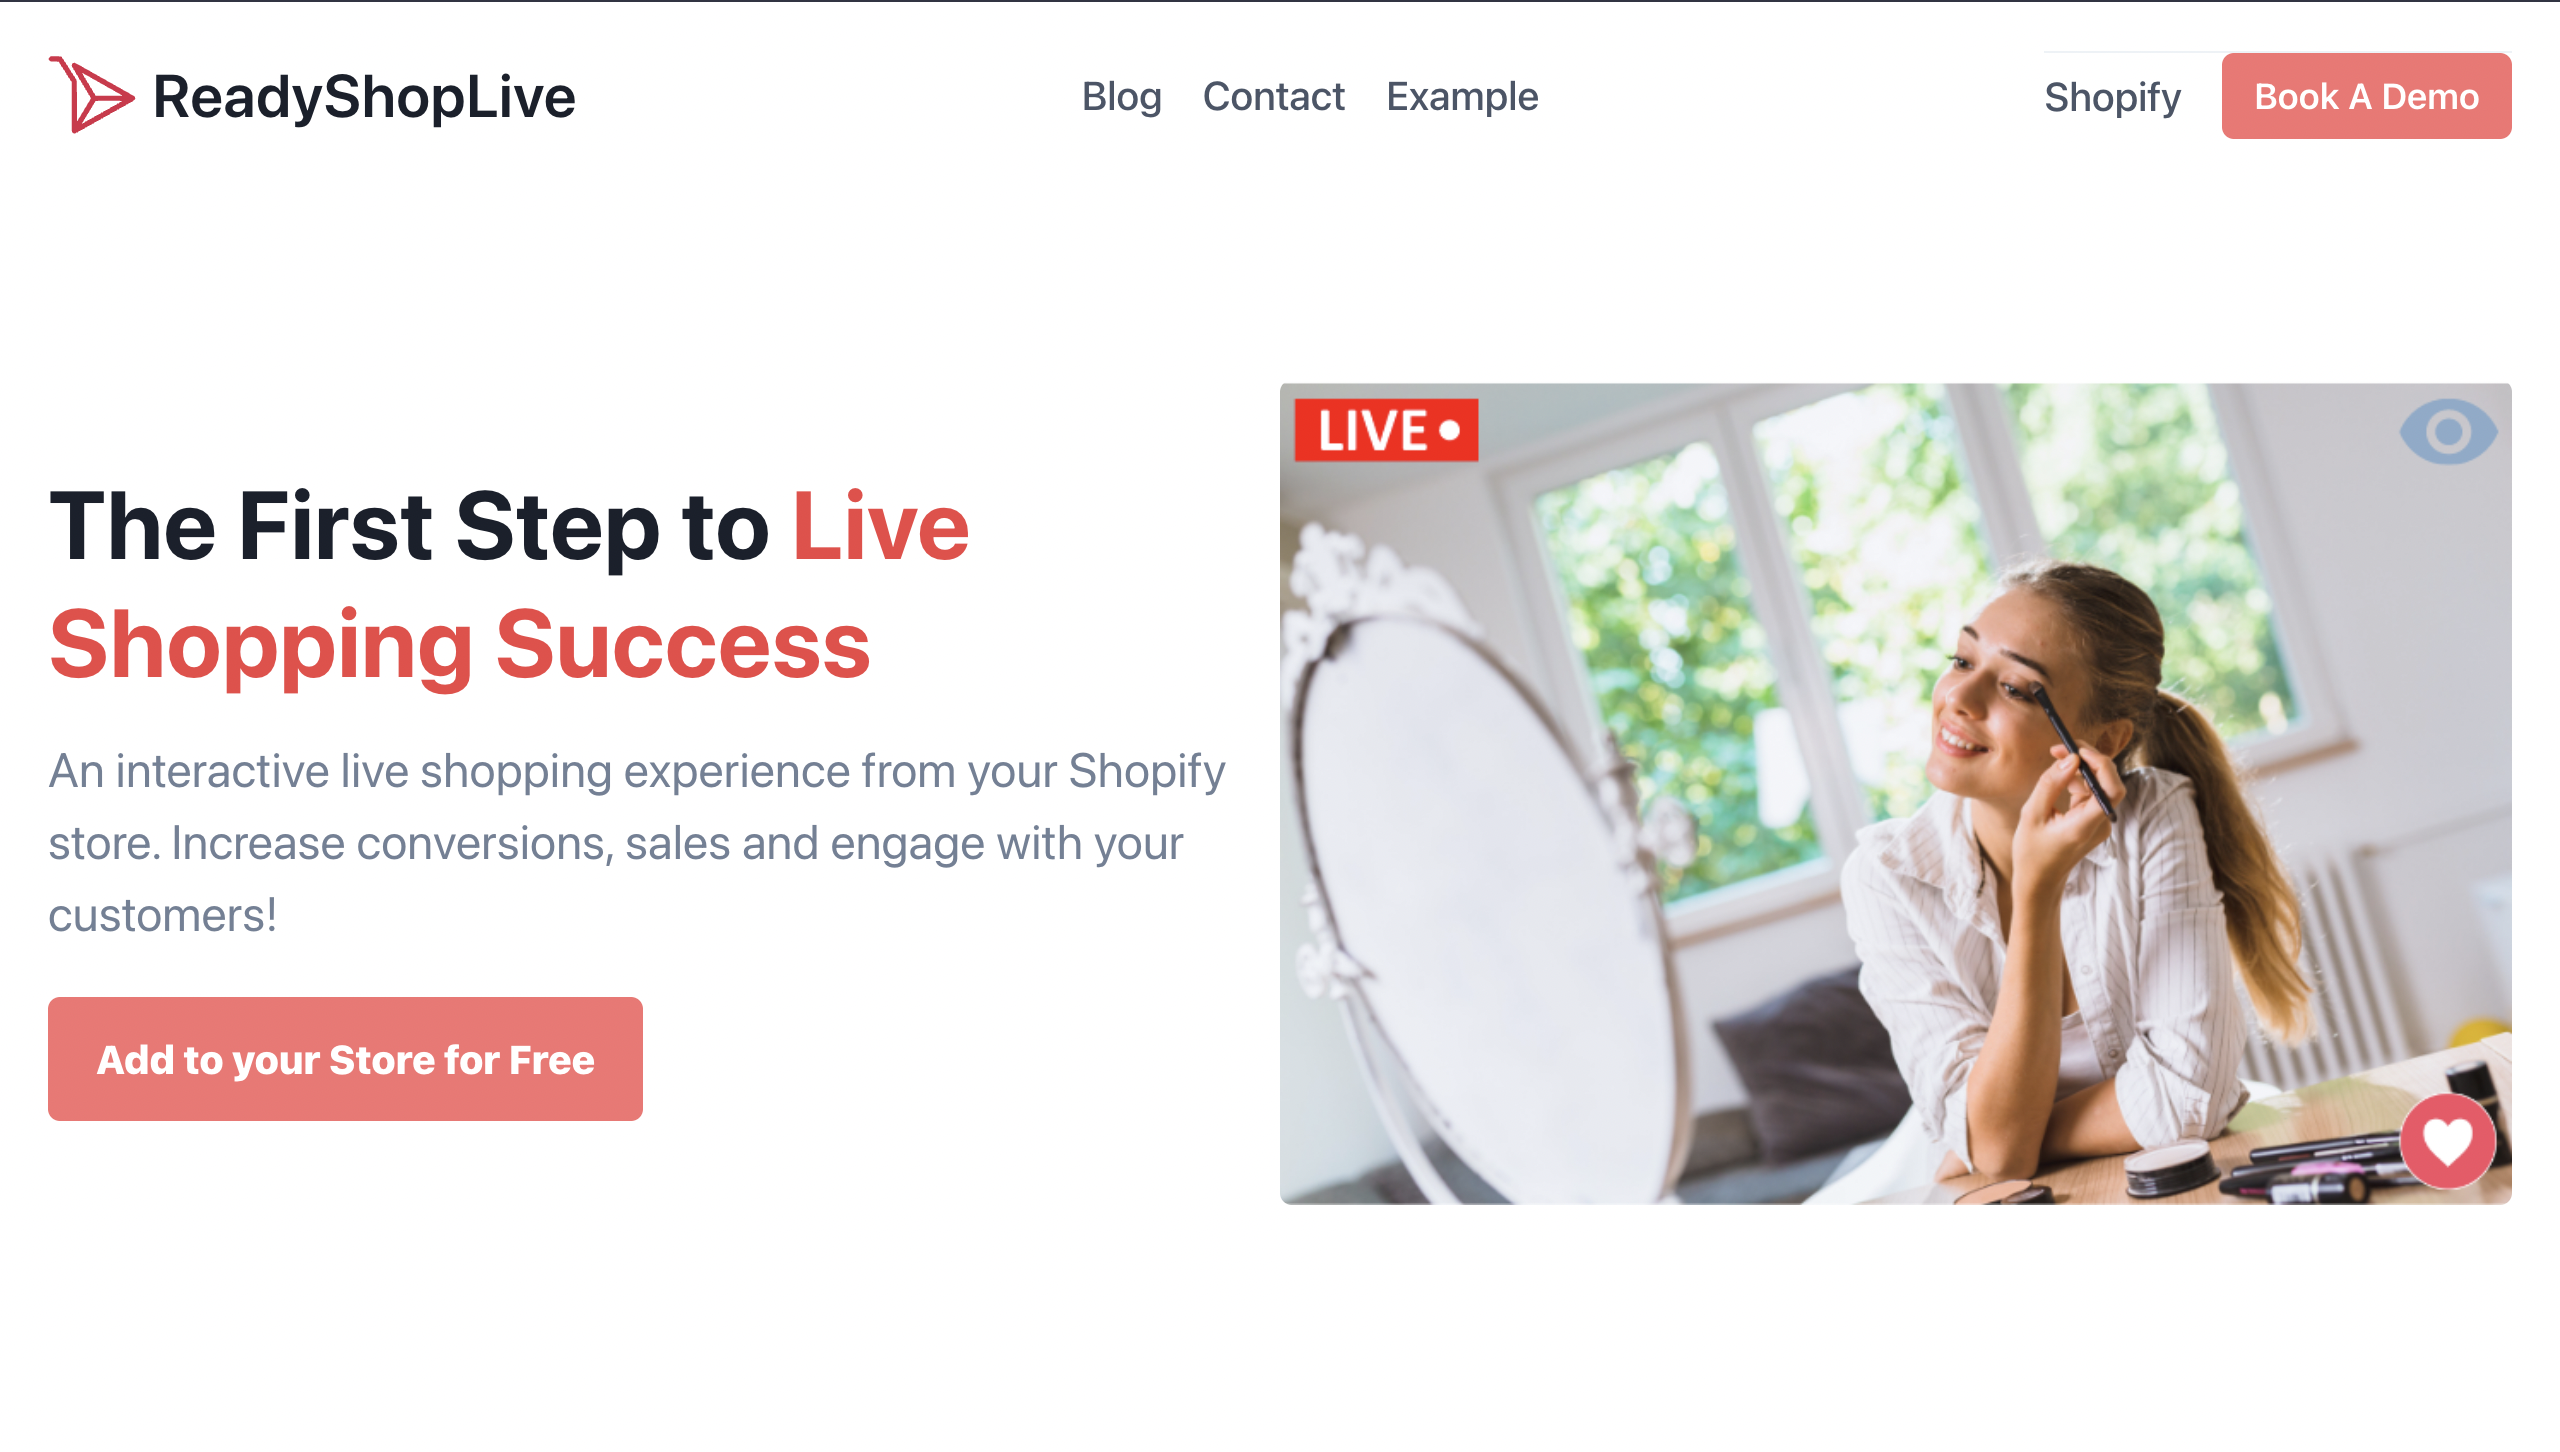 ReadyShopLive
Blog
Contact
Example
Shopify
Book A Demo
The First Step to Live
Shopping Success
An interactive live shopping experience from your Shopify
store. Increase conversions, sales and engage with your
customers!
Add to your Store for Free
LIVE